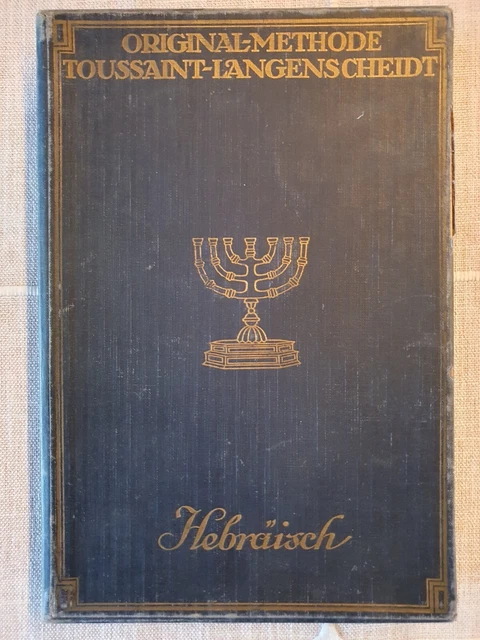 ORIGINAL-METHODE
TOUSSAINT-LANGENSCHEIDT
Hebräisch